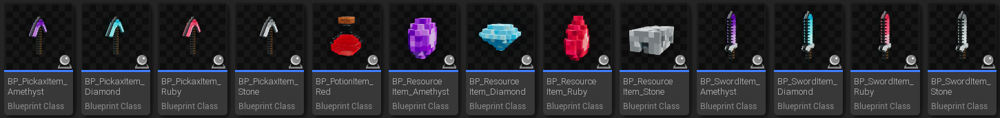 BP_PickaxItem_
Amethyst
Blueprint Class
BP_PickaxItem_
Diamond
Blueprint Class
BP_PickaxItem_
Ruby
Blueprint Class
BP_PickaxItem_
Stone
Blueprint Class
BP_PotionItem_
Red
Blueprint Class
BP_Resource
Item_Amethyst
Blueprint Class
BP_Resource
Item_Diamond
Blueprint Class
BP_Resource
Item_Ruby
Blueprint Class
BP_Resource
Item_Stone
Blueprint Class
BP_SwordItem_
Amethyst
Blueprint Class
BP_SwordItem_
Diamond
Blueprint Class
BP_SwordItem_
Ruby
Blueprint Class
BP_SwordItem_
Stone
Blueprint Class